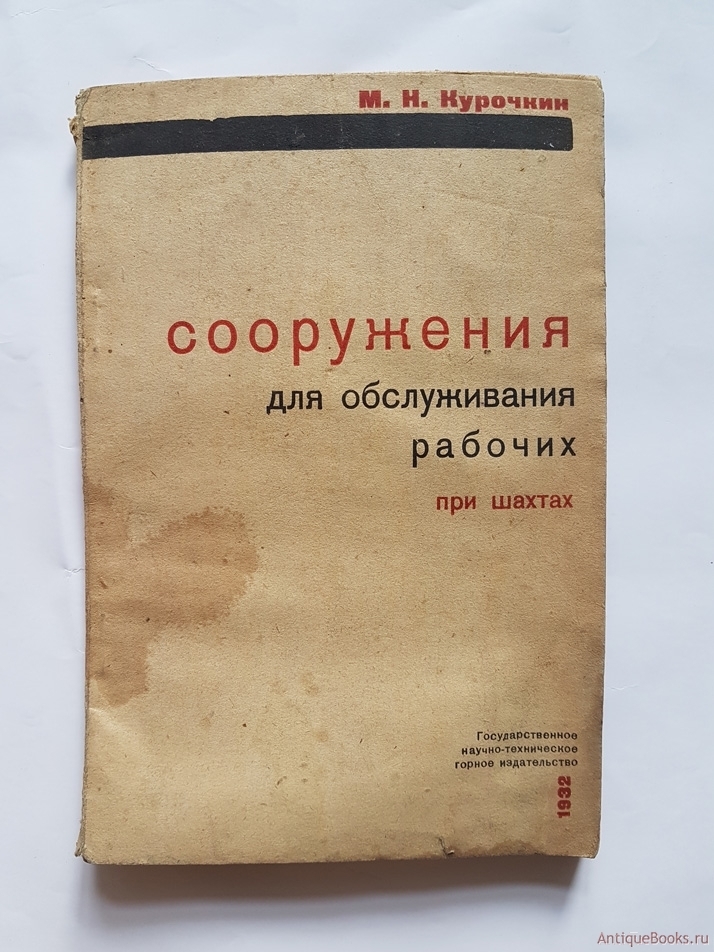 М. Н. Курочкин
сооружения
для обслуживания
рабочих
при шахтах
Государственное
научно-техническое
горное издательство
1932
AntiqueBooks.ru